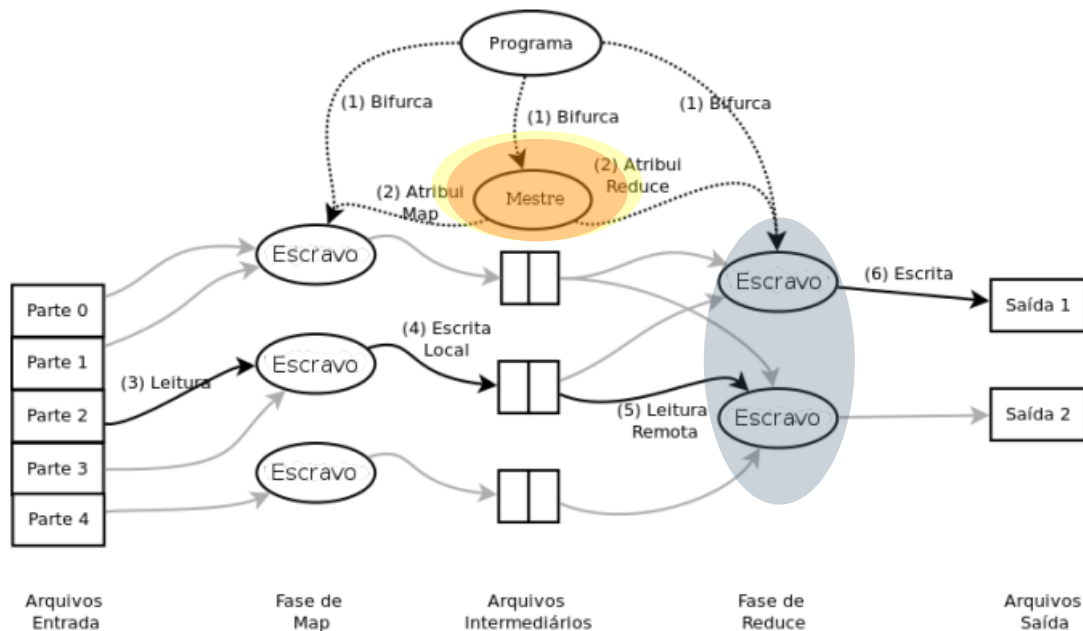 Programa
(1) Bifurca
(1) Bifurca
(1) Bifurca
(2) Atribui
Map
Mestre
(2) Atribui
Reduce
Escravo
Escravo
(6) Escrita
Parte 0
Saída 1
Parte 1
(4) Escrita
Local
Escravo
(3) Leitura
Parte 2
(5) Leitura
Remota
Escravo
Saída 2
Parte 3
Escravo
Parte 4
Arquivos
Entrada
Fase de
Map
Arquivos
Intermediários
Fase de
Reduce
Arquivos
Saída